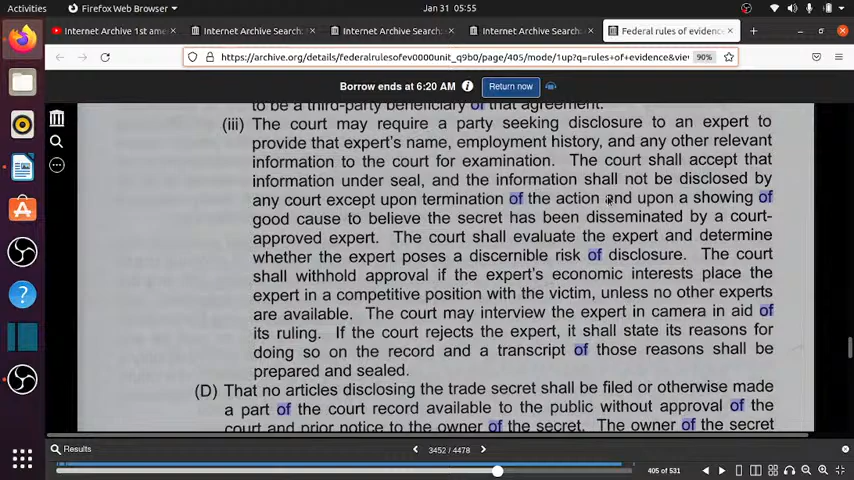 Activities
Firefox Web Browser
Jan 31 05:55
Internet Archive 1st ame
Internet Archive Search:
Internet Archive Search:
Internet Archive Search:
Federal rules of evidence
https://archive.org/details/federalrulesofev0000unit_q9b0/page/405/mode/1up?q=rules+of+evidence&vie
90%
Borrow ends at 6:20 AM
Return now
to be a third-party beneficiary of that agreement.
(iii) The court may require a party seeking disclosure to an expert to
provide that expert's name, employment history, and any other relevant
information to the court for examination. The court shall accept that
information under seal, and the information shall not be disclosed by
any court except upon termination of the action and upon a showing of
good cause to believe the secret has been disseminated by a court-
approved expert. The court shall evaluate the expert and determine
whether the expert poses a discernible risk of disclosure. The court
shall withhold approval if the expert's economic interests place the
expert in a competitive position with the victim, unless no other experts
are available. The court may interview the expert in camera in aid of
its ruling. If the court rejects the expert, it shall state its reasons for
doing so on the record and a transcript of those reasons shall be
prepared and sealed.
(D) That no articles disclosing the trade secret shall be filed or otherwise made
a part of the court record available to the public without approval of the
court and prior notice to the owner of the secret. The owner of the secret
Results
3452 / 4478
405 of 531